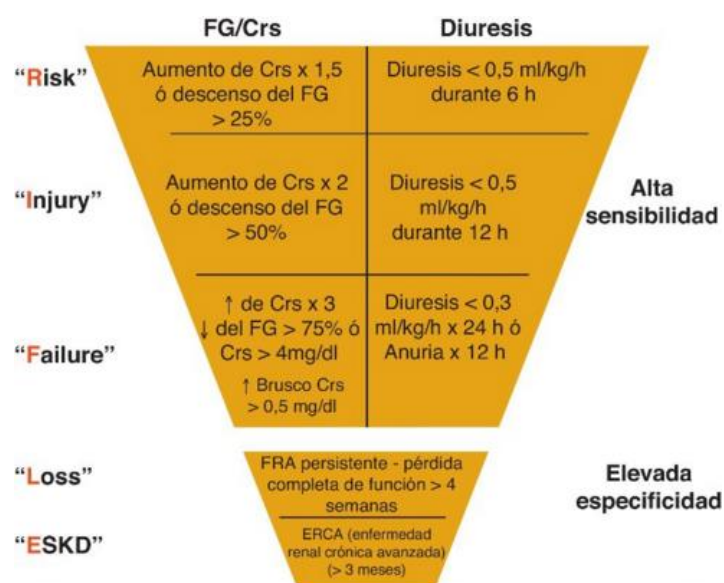 FG/Crs
Diuresis
“Risk”
Aumento de Crs x 1,5
ó descenso del FG
> 25%
Diuresis < 0,5 ml/kg/h
durante 6 h
“Injury”
Aumento de Crs x 2
ó descenso del FG
> 50%
Diuresis < 0,5
ml/kg/h
durante 12 h
Alta
sensibilidad
“Failure”
↑ de Crs x 3
↓ del FG > 75% ó
Crs > 4mg/dl
↑ Brusco Crs
> 0,5 mg/dl
Diuresis < 0,3
ml/kg/h x 24 h ó
Anuria x 12 h
“Loss”
FRA persistente - pérdida
completa de función > 4
semanas
Elevada
especificidad
“ESKD”
ERCA (enfermedad
renal crónica avanzada)
(> 3 meses)